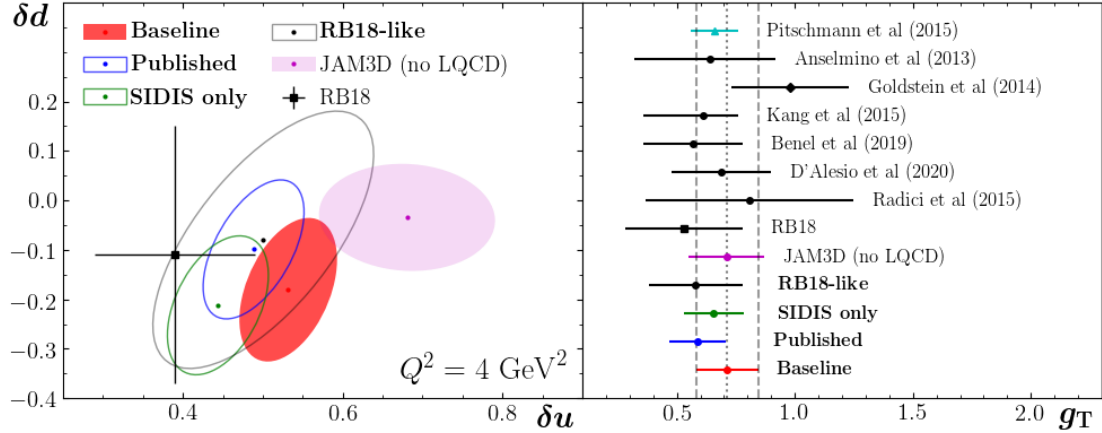 δd
Baseline
Published
SIDIS only
RB18-like
JAM3D (no LQCD)
RB18
0.2
0.1
0.0
−0.1
−0.2
−0.3
−0.4
Q² = 4 GeV²
0.4
0.6
0.8
δu
Pitschmann et al (2015)
Anselmino et al (2013)
Goldstein et al (2014)
Kang et al (2015)
Benel et al (2019)
D'Alesio et al (2020)
Radici et al (2015)
RB18
JAM3D (no LQCD)
RB18-like
SIDIS only
Published
Baseline
0.5
1.0
1.5
2.0
g_T